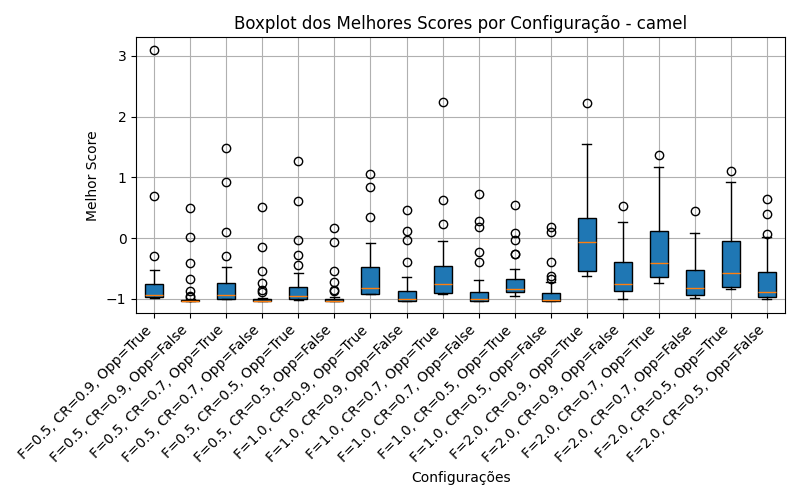 Boxplot dos Melhores Scores por Configuração - camel
Melhor Score
3
2
1
0
−1
F=0.5, CR=0.9, Opp=True
F=0.5, CR=0.9, Opp=False
F=0.5, CR=0.7, Opp=True
F=0.5, CR=0.7, Opp=False
F=0.5, CR=0.5, Opp=True
F=0.5, CR=0.5, Opp=False
F=1.0, CR=0.9, Opp=True
F=1.0, CR=0.9, Opp=False
F=1.0, CR=0.7, Opp=True
F=1.0, CR=0.7, Opp=False
F=1.0, CR=0.5, Opp=True
F=1.0, CR=0.5, Opp=False
F=2.0, CR=0.9, Opp=True
F=2.0, CR=0.9, Opp=False
F=2.0, CR=0.7, Opp=True
F=2.0, CR=0.7, Opp=False
F=2.0, CR=0.5, Opp=True
F=2.0, CR=0.5, Opp=False
Configurações